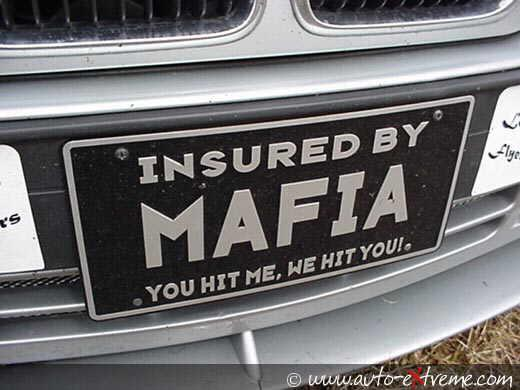 INSURED BY
MAFIA
YOU HIT ME, WE HIT YOU!
© www.auto-eXtreme.com